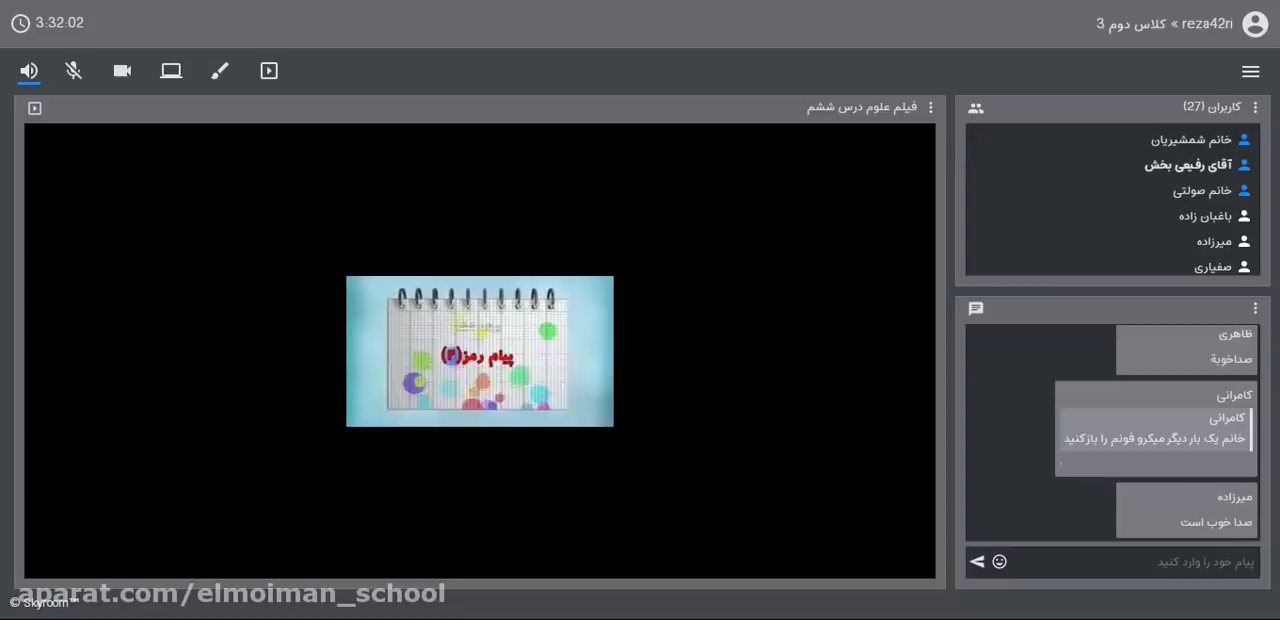 3:32:02
reza42ri » کلاس دوم 3
فیلم علوم درس ششم
پیام رمز(۲)
کاربران (27)
خانم شمشیریان
آقای رفیعی بخش
خانم صولتی
باغبان زاده
میرزاده
صفیاری
ظاهری
صداخوبة
کامرانی
کامرانی
خانم یک بار دیگر میکرو فونم را بازکنید
میرزاده
صدا خوب است
پیام خود را وارد کنید
aparat.com/elmoiman_school
© Skyroom™